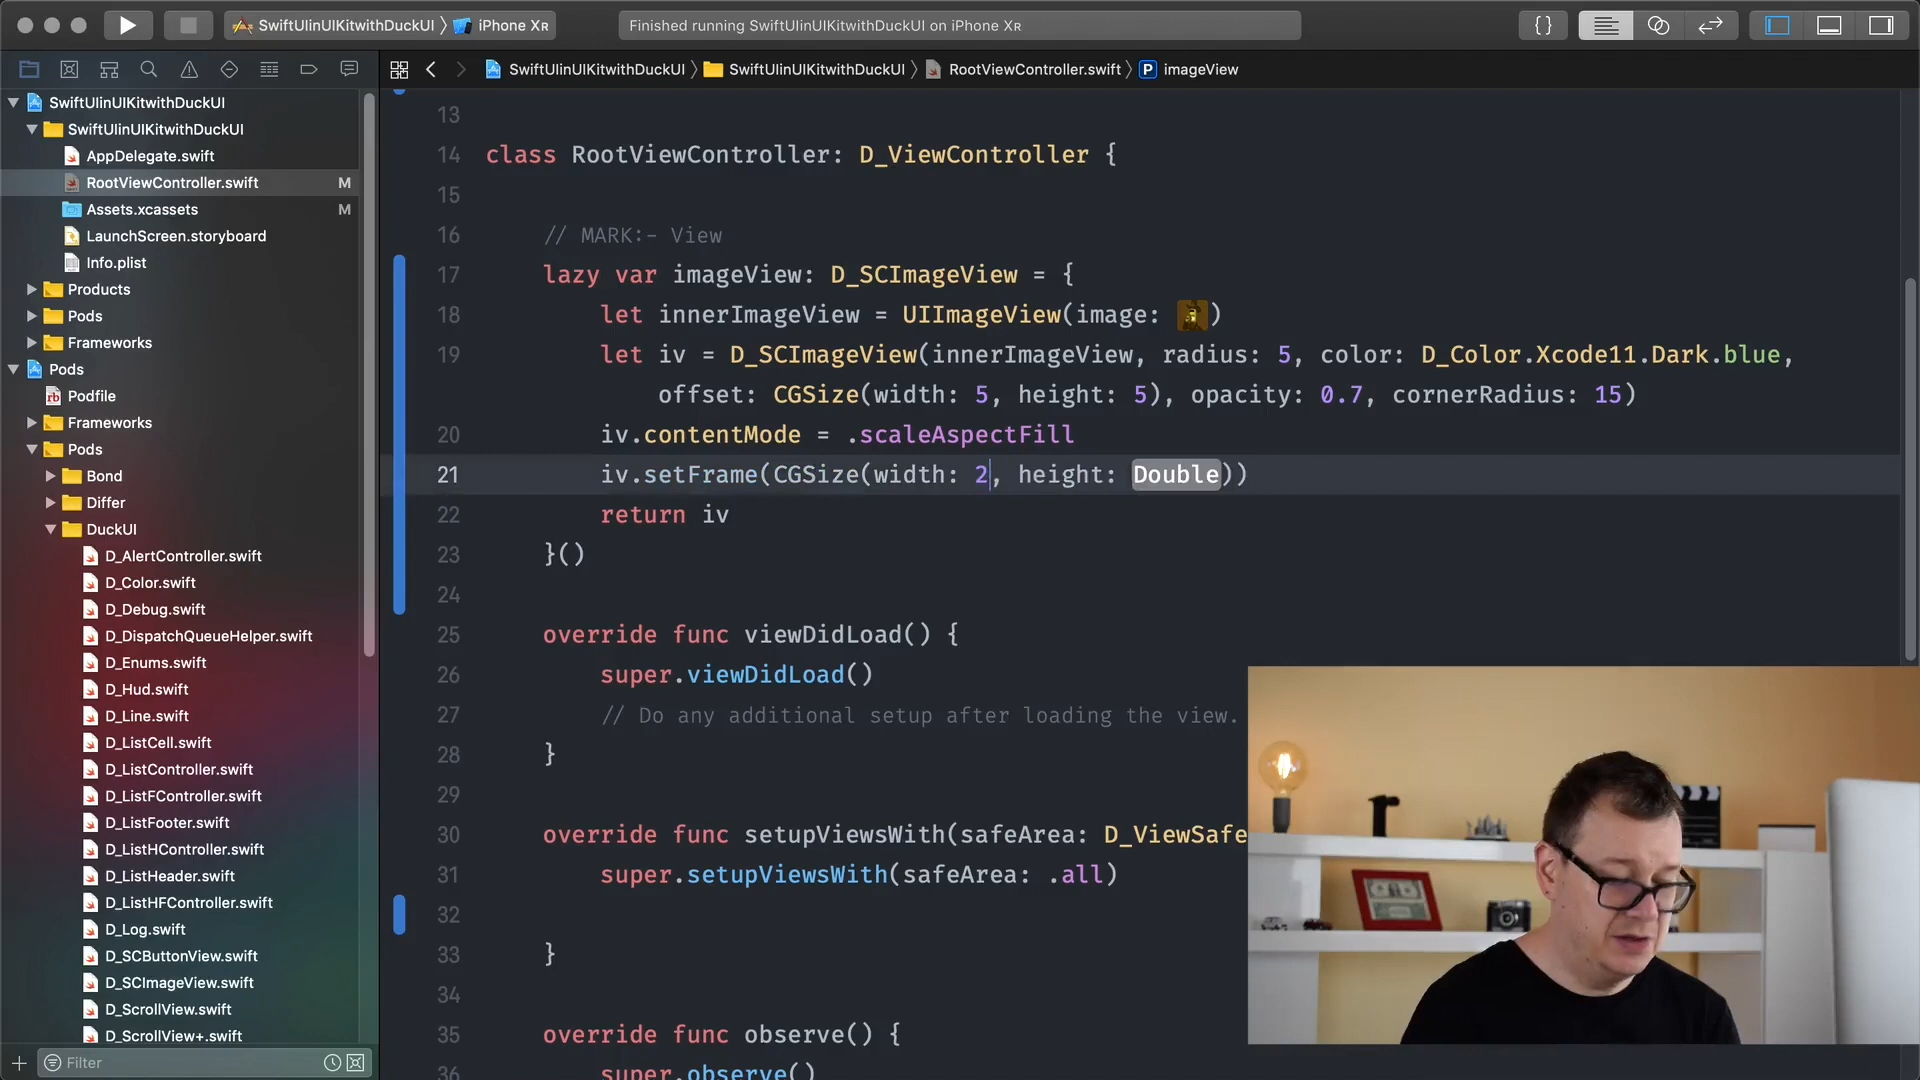 SwiftUIinUIKitwithDuckUI 〉 iPhone Xʀ
Finished running SwiftUIinUIKitwithDuckUI on iPhone Xʀ
{}
SwiftUIinUIKitwithDuckUI 〉 SwiftUIinUIKitwithDuckUI 〉 RootViewController.swift 〉 P imageView
SwiftUIinUIKitwithDuckUI
SwiftUIinUIKitwithDuckUI
AppDelegate.swift
RootViewController.swift M
Assets.xcassets M
LaunchScreen.storyboard
Info.plist
Products
Pods
Frameworks
Pods
rb Podfile
Frameworks
Pods
Bond
Differ
DuckUI
D_AlertController.swift
D_Color.swift
D_Debug.swift
D_DispatchQueueHelper.swift
D_Enums.swift
D_Hud.swift
D_Line.swift
D_ListCell.swift
D_ListController.swift
D_ListFController.swift
D_ListFooter.swift
D_ListHController.swift
D_ListHeader.swift
D_ListHFController.swift
D_Log.swift
D_SCButtonView.swift
D_SCImageView.swift
D_ScrollView.swift
D_ScrollView+.swift
Filter
13
14 class RootViewController: D_ViewController {
15
16 // MARK:- View
17 lazy var imageView: D_SCImageView = {
18 let innerImageView = UIImageView(image: )
19 let iv = D_SCImageView(innerImageView, radius: 5, color: D_Color.Xcode11.Dark.blue,
offset: CGSize(width: 5, height: 5), opacity: 0.7, cornerRadius: 15)
20 iv.contentMode = .scaleAspectFill
21 iv.setFrame(CGSize(width: 2, height: Double))
22 return iv
23 }()
24
25 override func viewDidLoad() {
26 super.viewDidLoad()
27 // Do any additional setup after loading the view.
28 }
29
30 override func setupViewsWith(safeArea: D_ViewSafe
31 super.setupViewsWith(safeArea: .all)
32
33 }
34
35 override func observe() {
36 super.observe()